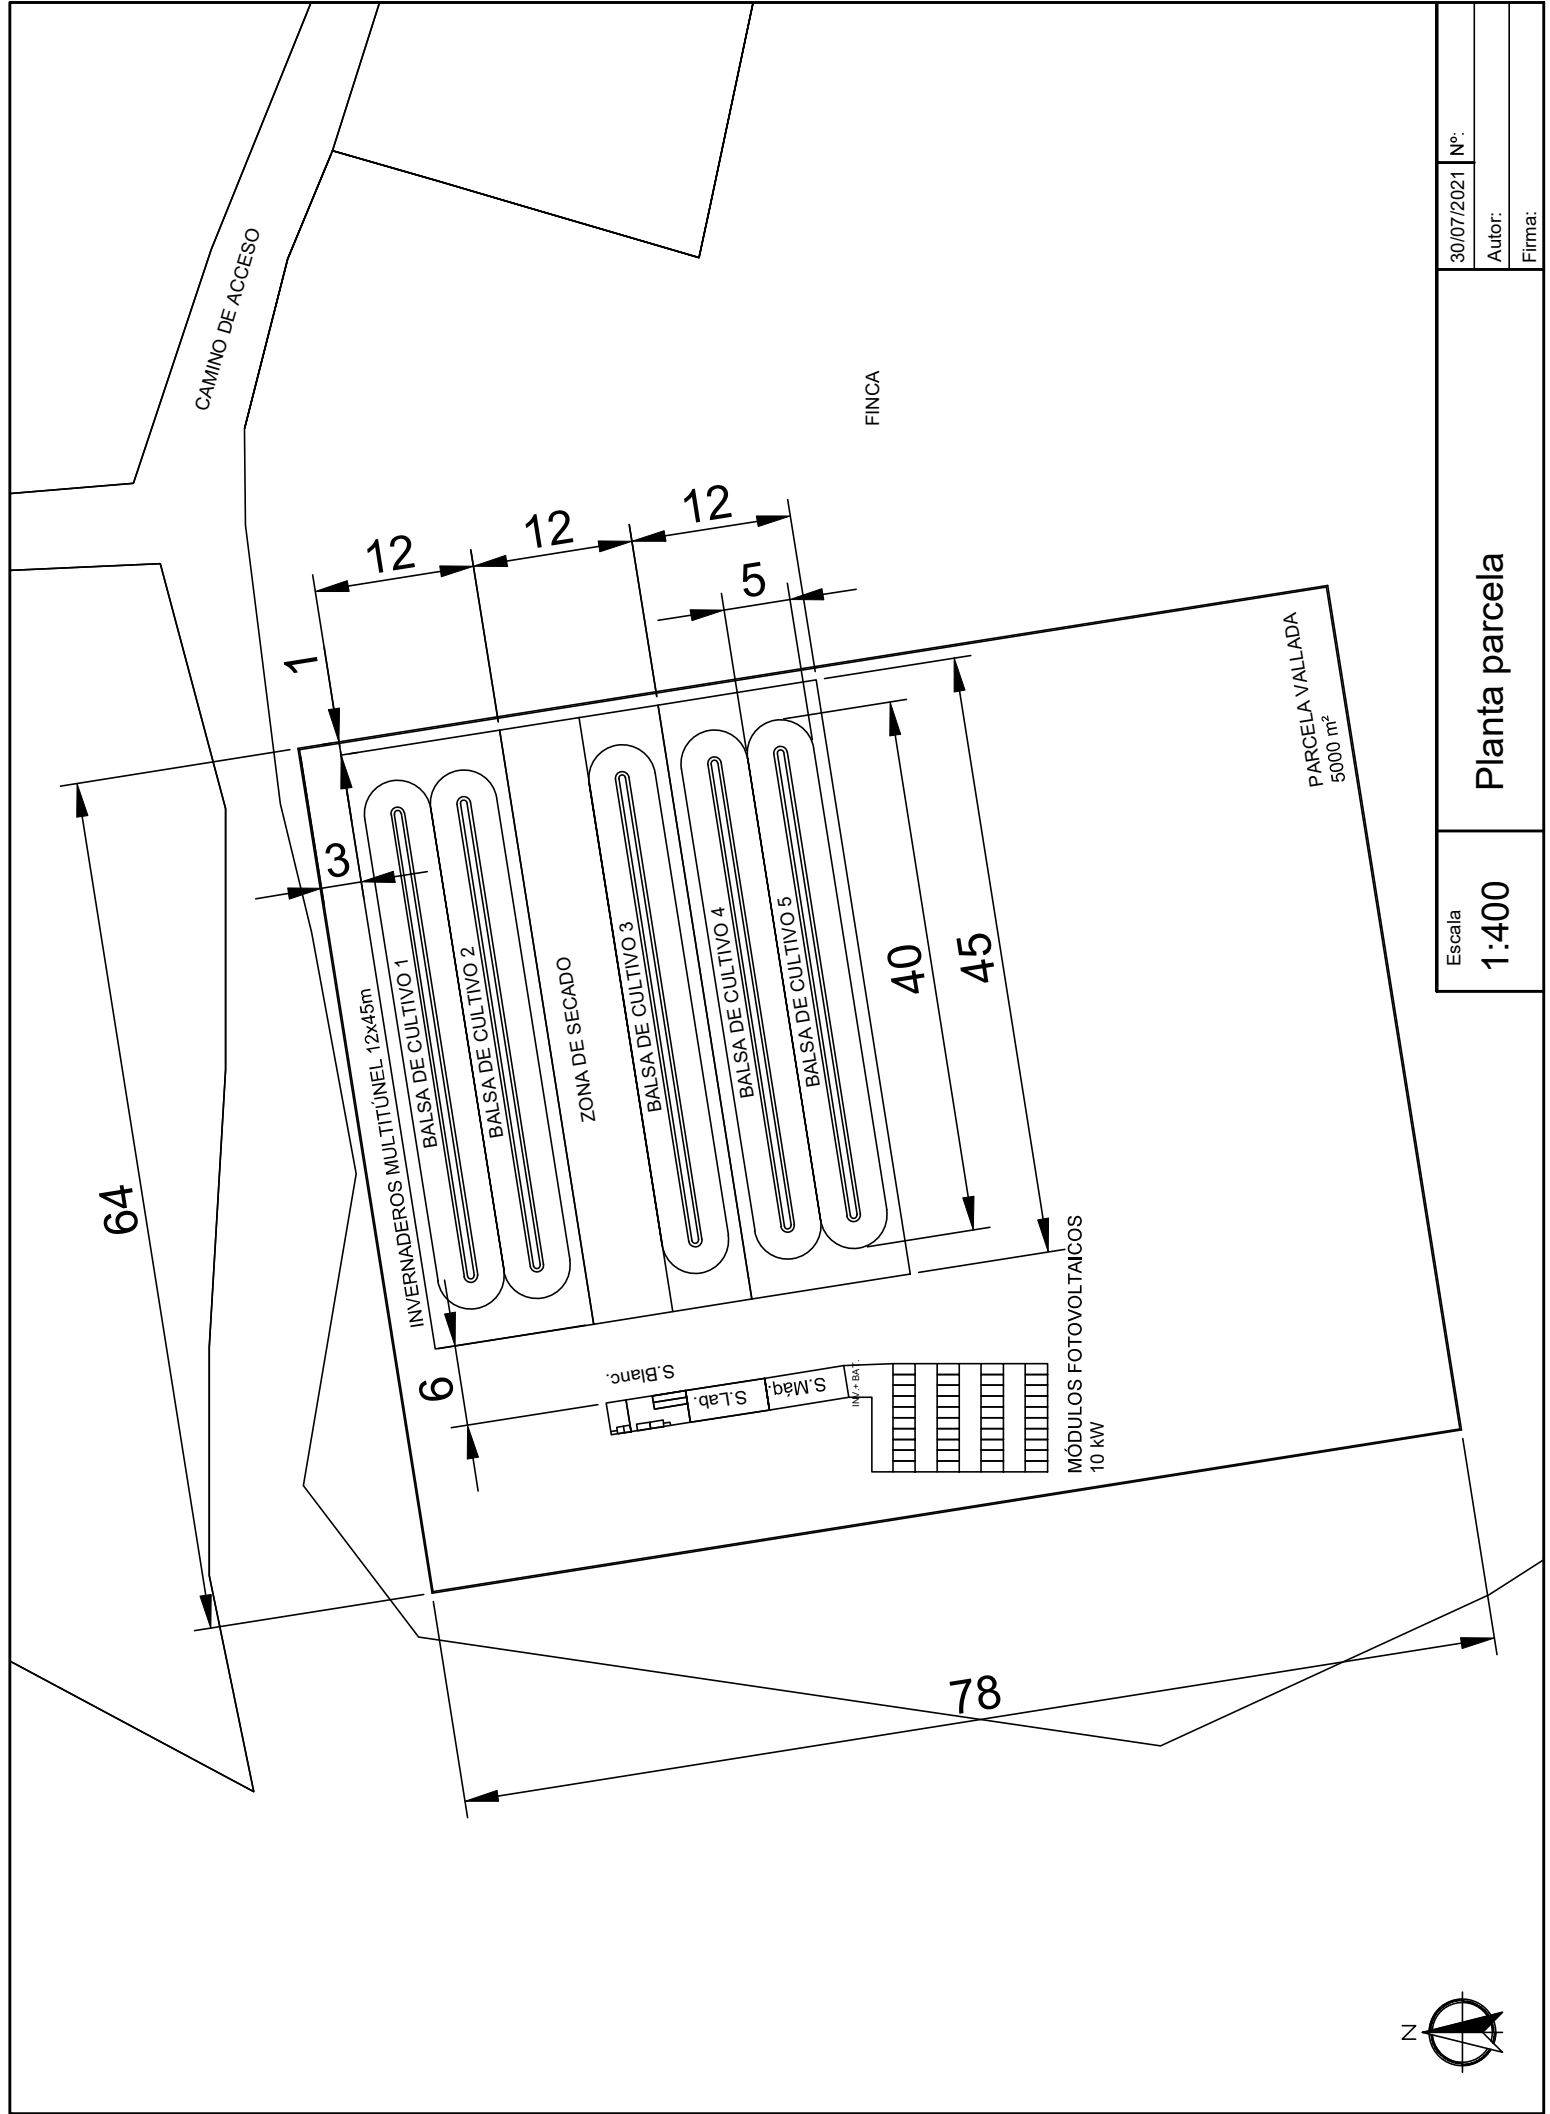 CAMINO DE ACCESO
FINCA
12
12
12
5
1
3
64
INVERNADEROS MULTITÚNEL 12x45m
BALSA DE CULTIVO 1
BALSA DE CULTIVO 2
ZONA DE SECADO
BALSA DE CULTIVO 3
BALSA DE CULTIVO 4
BALSA DE CULTIVO 5
40
45
6
S.Blanc.
S.Lab.
S.Máq.
INV.+ BAT.
MÓDULOS FOTOVOLTAICOS
10 kW
PARCELA VALLADA
5000 m²
78
N
Escala
1:400
Planta parcela
30/07/2021
Nº:
Autor:
Firma: